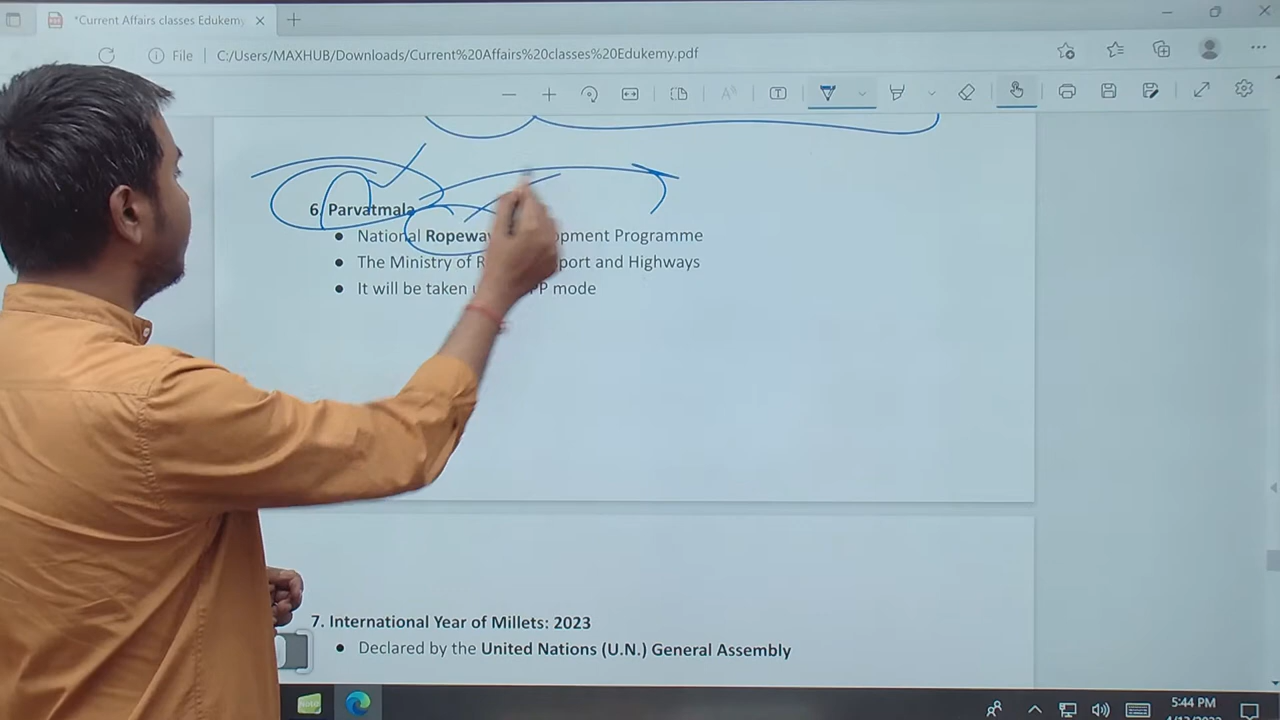 *Current Affairs classes Edukemy
File C:/Users/MAXHUB/Downloads/Current%20Affairs%20classes%20Edukemy.pdf
6. Parvatmala
National Ropeway opment Programme
The Ministry of R port and Highways
It will be taken PP mode
7. International Year of Millets: 2023
Declared by the United Nations (U.N.) General Assembly
5:44 PM